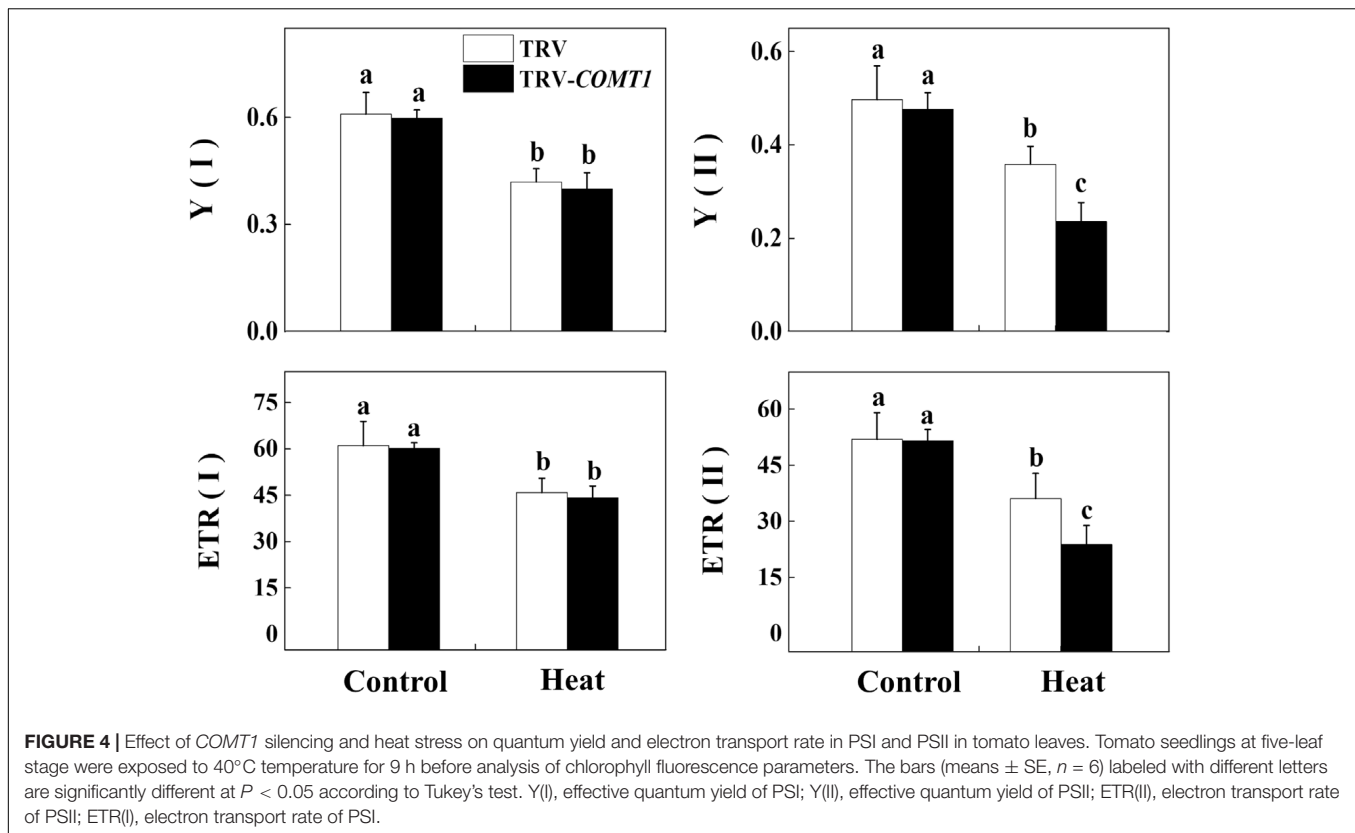 TRV
TRV-COMT1
Y ( I )
0.6
0.3
0.0
a
a
b
b
Y ( II )
0.6
0.4
0.2
0.0
a
a
b
c
ETR ( I )
75
60
45
30
15
0
a
a
b
b
Control
Heat
ETR ( II )
60
45
30
15
0
a
a
b
c
Control
Heat
FIGURE 4 | Effect of COMT1 silencing and heat stress on quantum yield and electron transport rate in PSI and PSII in tomato leaves. Tomato seedlings at five-leaf
stage were exposed to 40°C temperature for 9 h before analysis of chlorophyll fluorescence parameters. The bars (means ± SE, n = 6) labeled with different letters
are significantly different at P < 0.05 according to Tukey's test. Y(I), effective quantum yield of PSI; Y(II), effective quantum yield of PSII; ETR(II), electron transport rate
of PSII; ETR(I), electron transport rate of PSI.